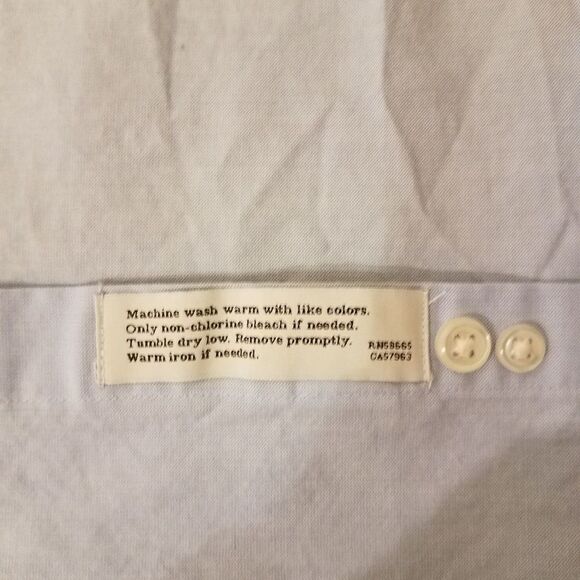 Machine wash warm with like colors.
Only non-chlorine bleach if needed.
Tumble dry low. Remove promptly. RN58665
Warm iron if needed. CA57963